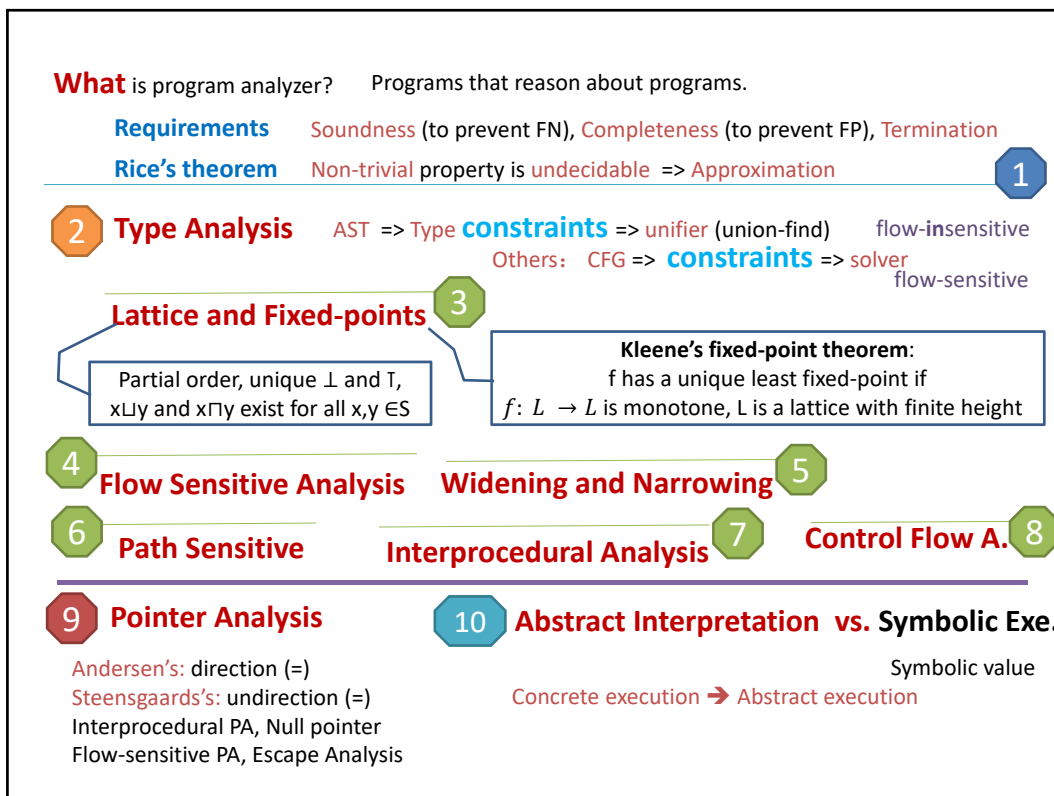 What is program analyzer? Programs that reason about programs.
Requirements Soundness (to prevent FN), Completeness (to prevent FP), Termination
Rice's theorem Non-trivial property is undecidable => Approximation
1
2 Type Analysis AST => Type constraints => unifier (union-find) flow-insensitive
Others： CFG => constraints => solver
flow-sensitive
3
Lattice and Fixed-points
Partial order, unique ⊥ and ⊤,
x⊔y and x⊓y exist for all x,y ∈S
Kleene's fixed-point theorem:
f has a unique least fixed-point if
f: L → L is monotone, L is a lattice with finite height
4 Flow Sensitive Analysis
Widening and Narrowing 5
6 Path Sensitive
Interprocedural Analysis 7
Control Flow A. 8
9 Pointer Analysis
Andersen's: direction (=)
Steensgaards's: undirection (=)
Interprocedural PA, Null pointer
Flow-sensitive PA, Escape Analysis
10 Abstract Interpretation vs. Symbolic Exe.
Symbolic value
Concrete execution ➔ Abstract execution